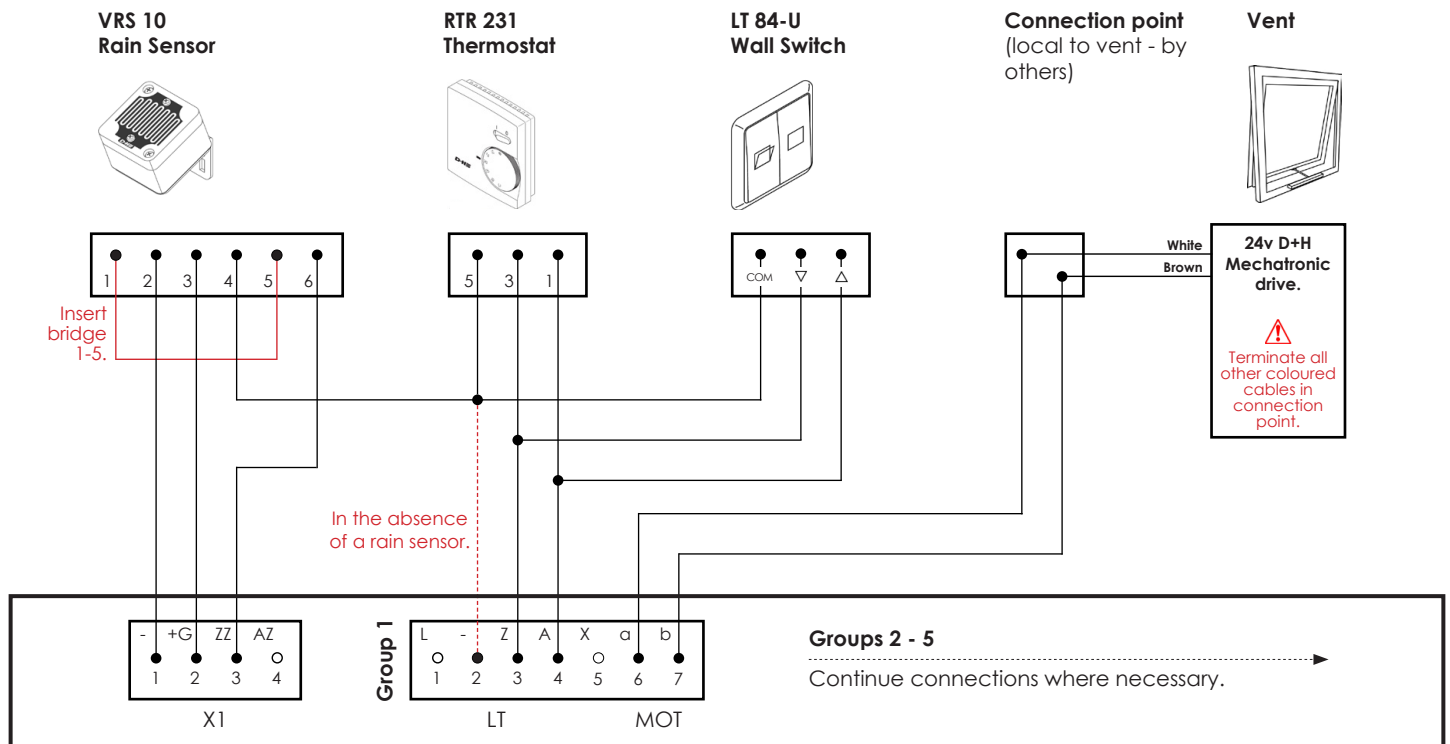 VRS 10
Rain Sensor
RTR 231
Thermostat
LT 84-U
Wall Switch
Connection point
(local to vent - by
others)
Vent
1 2 3 4 5 6
5 3 1
COM ▽ △
White
Brown
24v D+H
Mechatronic
drive.
Terminate all
other coloured
cables in
connection
point.
Insert
bridge
1-5.
In the absence
of a rain sensor.
- +G ZZ AZ
1 2 3 4
X1
Group 1
L - Z A X a b
1 2 3 4 5 6 7
LT MOT
Groups 2 - 5
Continue connections where necessary.